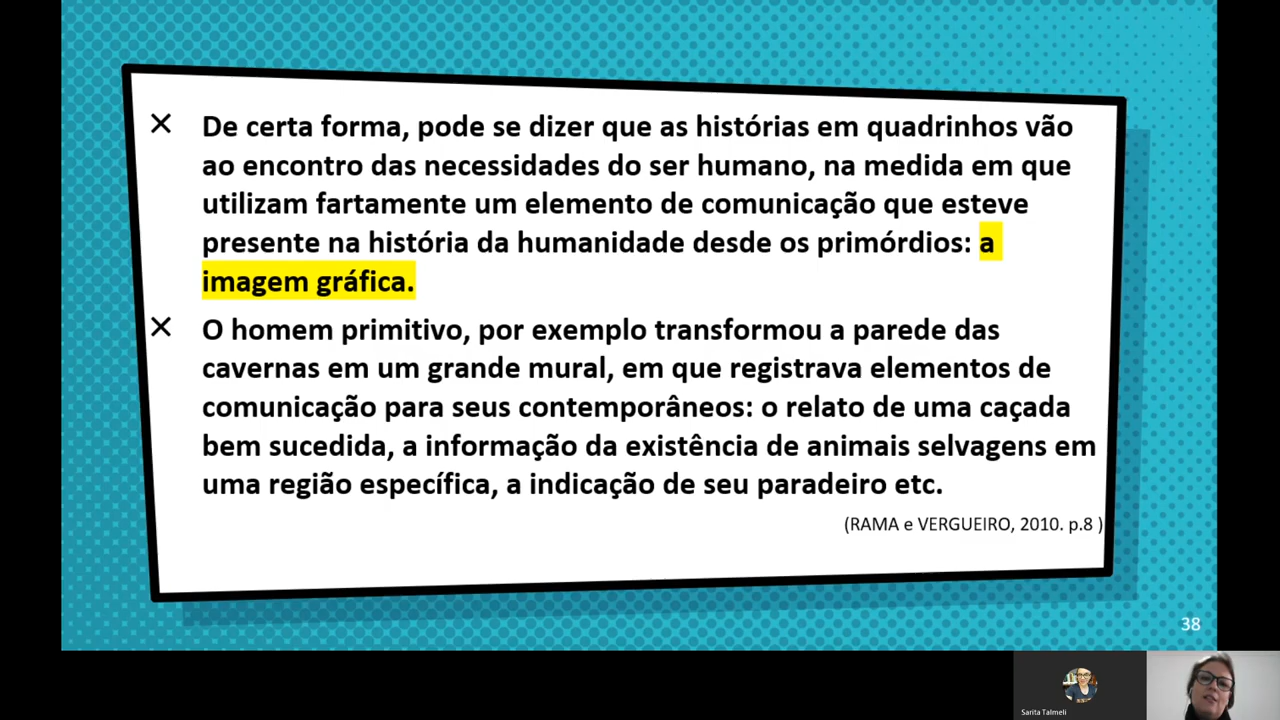 De certa forma, pode se dizer que as histórias em quadrinhos vão
ao encontro das necessidades do ser humano, na medida em que
utilizam fartamente um elemento de comunicação que esteve
presente na história da humanidade desde os primórdios: a
imagem gráfica.
O homem primitivo, por exemplo transformou a parede das
cavernas em um grande mural, em que registrava elementos de
comunicação para seus contemporâneos: o relato de uma caçada
bem sucedida, a informação da existência de animais selvagens em
uma região específica, a indicação de seu paradeiro etc.
(RAMA e VERGUEIRO, 2010. p.8 )
38
Sarita Talmeli